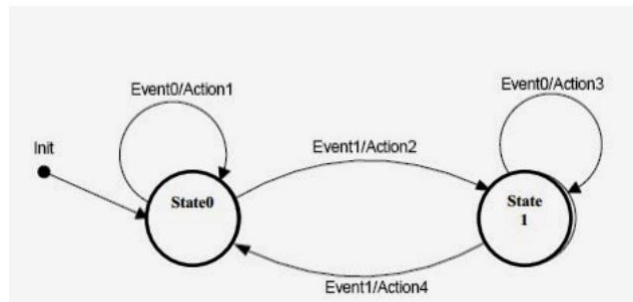 Event0/Action1
Event0/Action3
Init
Event1/Action2
State0
State
1
Event1/Action4